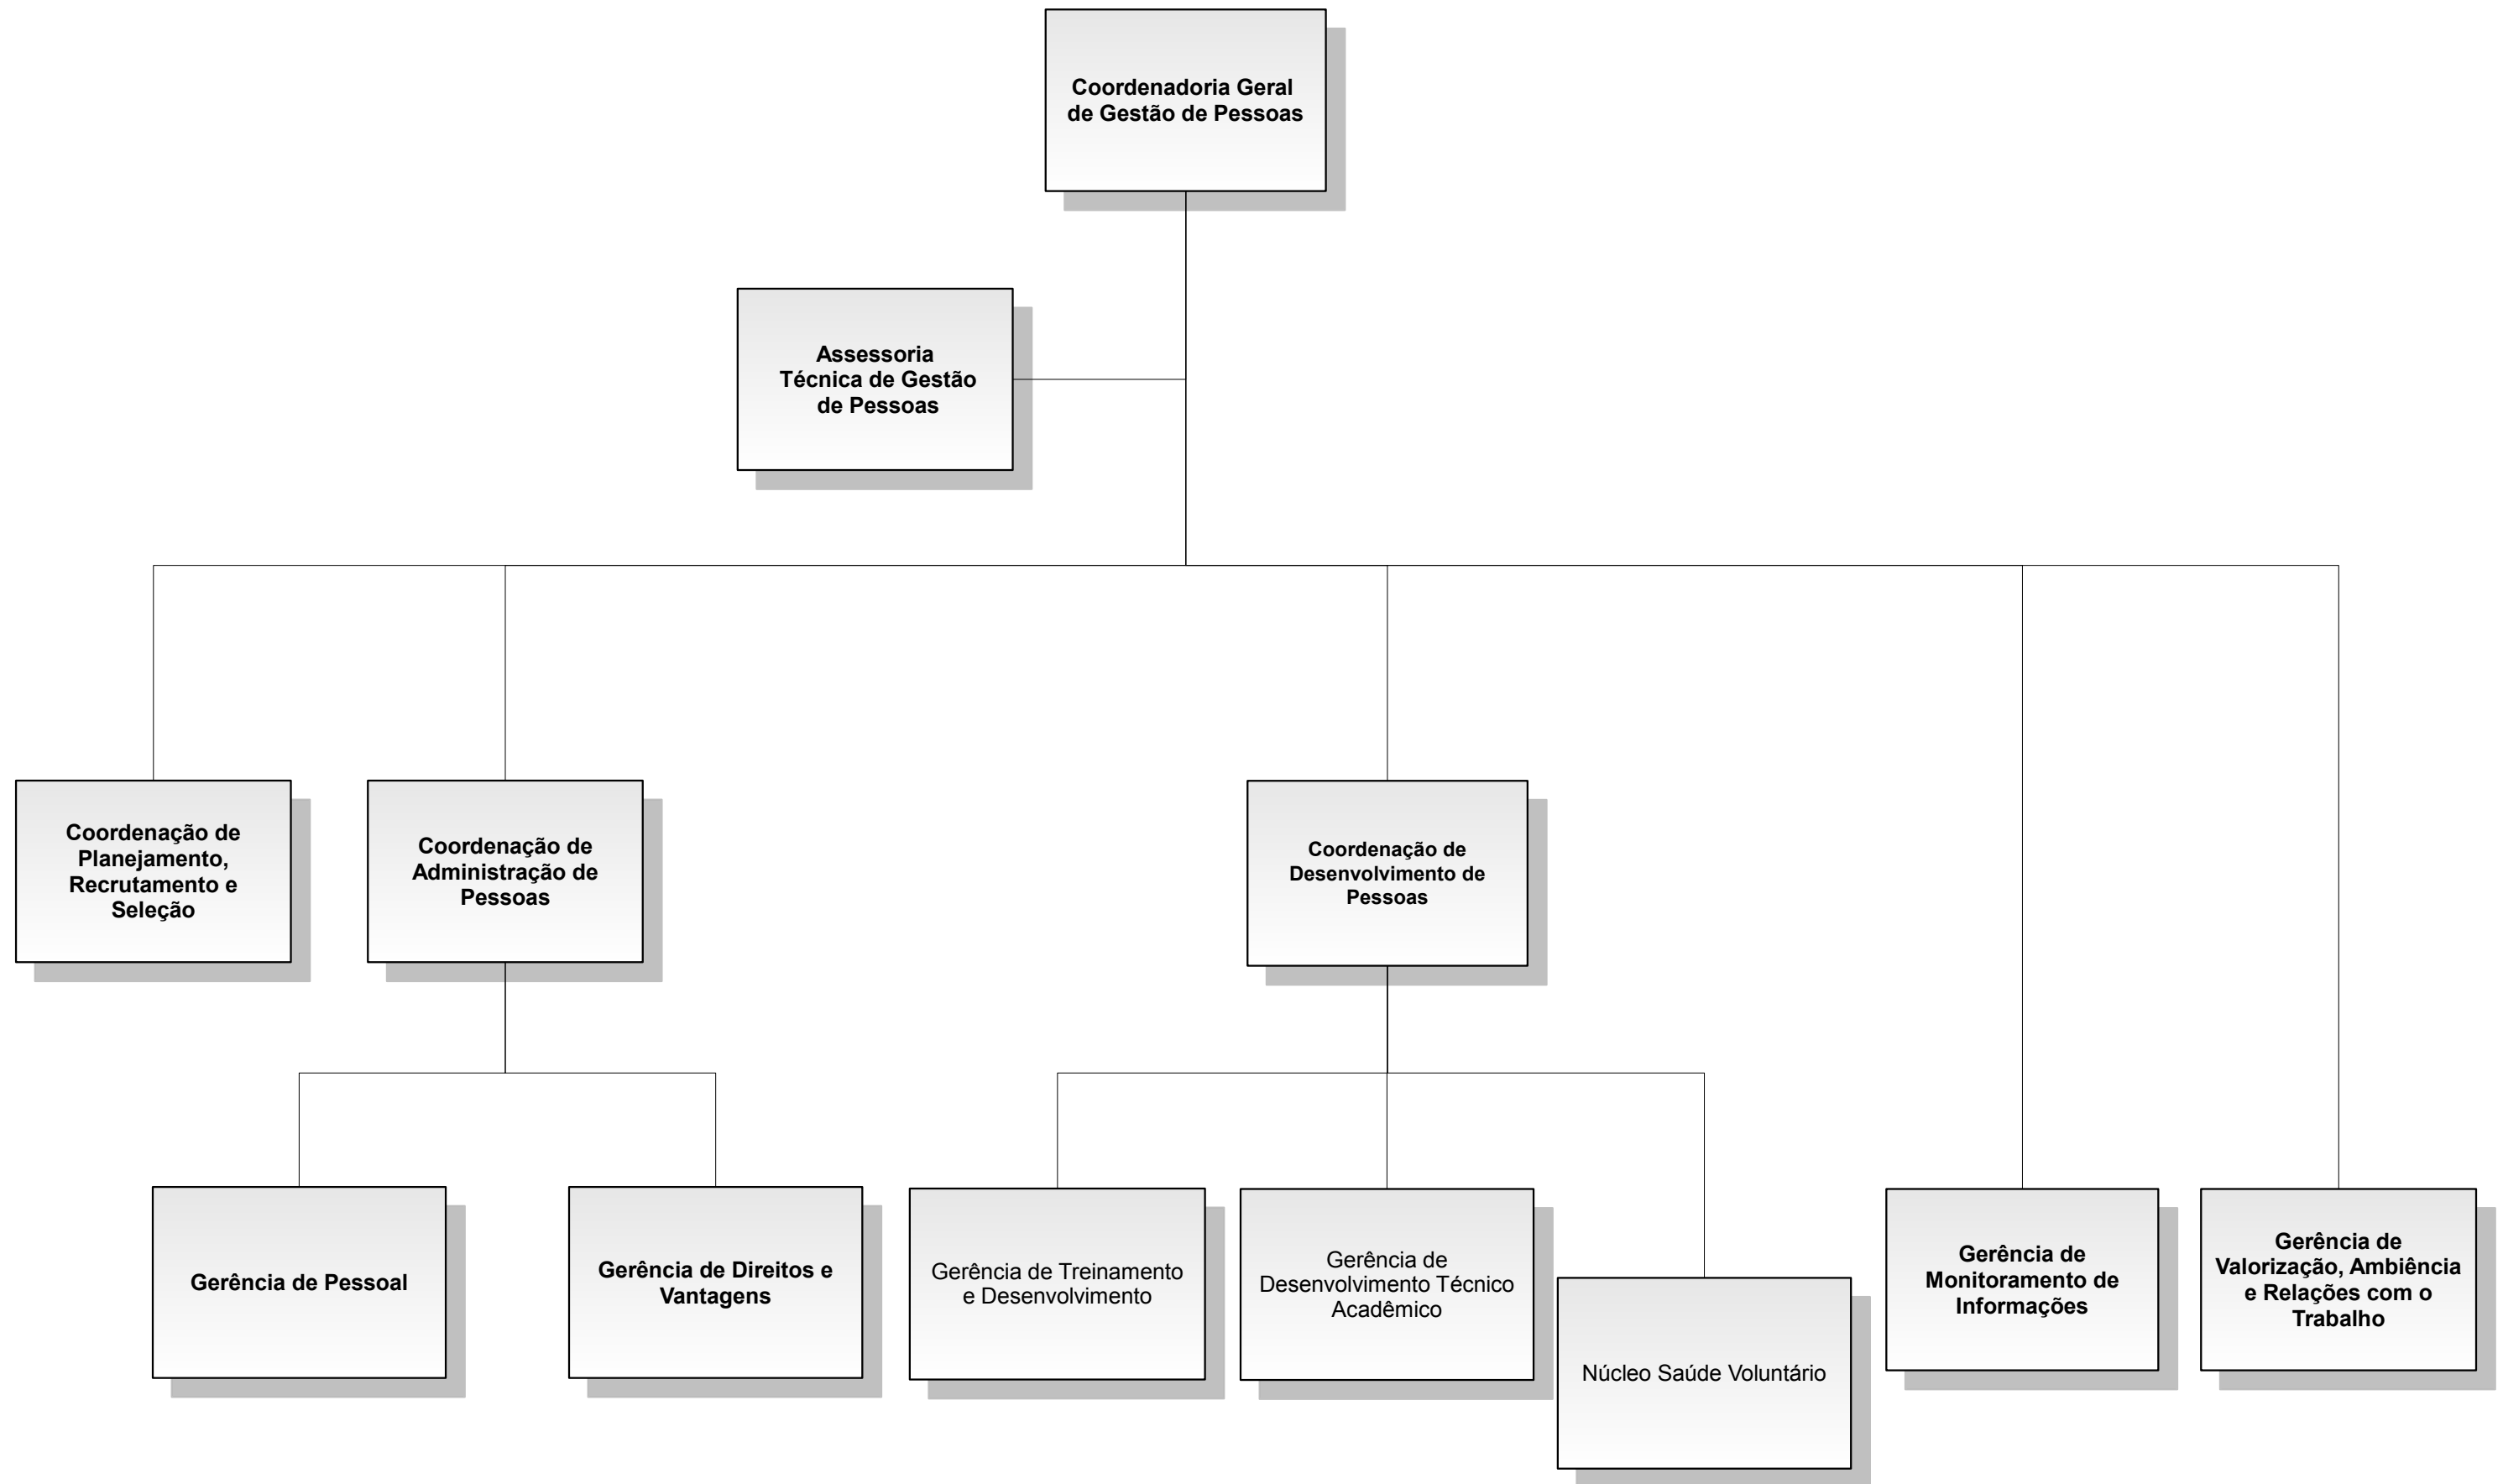 Coordenadoria Geral
de Gestão de Pessoas
Assessoria
Técnica de Gestão
de Pessoas
Coordenação de
Planejamento,
Recrutamento e
Seleção
Coordenação de
Administração de
Pessoas
Coordenação de
Desenvolvimento de
Pessoas
Gerência de Pessoal
Gerência de Direitos e
Vantagens
Gerência de Treinamento
e Desenvolvimento
Gerência de
Desenvolvimento Técnico
Acadêmico
Núcleo Saúde Voluntário
Gerência de
Monitoramento de
Informações
Gerência de
Valorização, Ambiência
e Relações com o
Trabalho